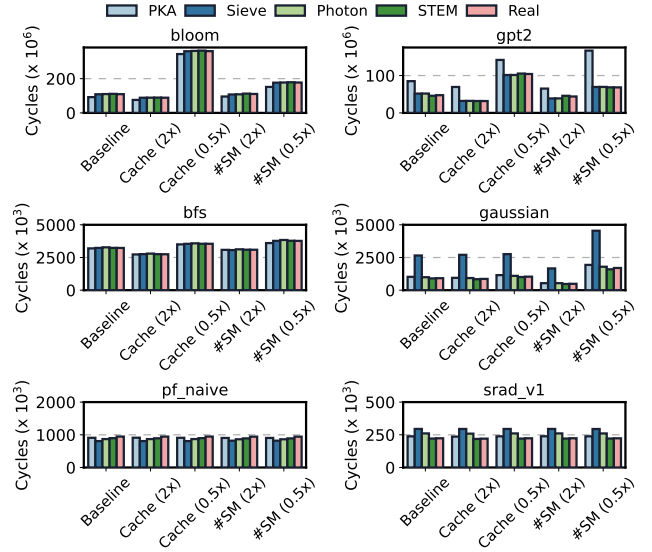 PKA Sieve Photon STEM Real
bloom
Cycles (x 10⁶)
200
0
Baseline
Cache (2x)
Cache (0.5x)
#SM (2x)
#SM (0.5x)
gpt2
Cycles (x 10⁶)
100
0
Baseline
Cache (2x)
Cache (0.5x)
#SM (2x)
#SM (0.5x)
bfs
Cycles (x 10³)
5000
2500
0
Baseline
Cache (2x)
Cache (0.5x)
#SM (2x)
#SM (0.5x)
gaussian
Cycles (x 10³)
5000
2500
0
Baseline
Cache (2x)
Cache (0.5x)
#SM (2x)
#SM (0.5x)
pf_naive
Cycles (x 10³)
2000
1000
0
Baseline
Cache (2x)
Cache (0.5x)
#SM (2x)
#SM (0.5x)
srad_v1
Cycles (x 10³)
500
250
0
Baseline
Cache (2x)
Cache (0.5x)
#SM (2x)
#SM (0.5x)